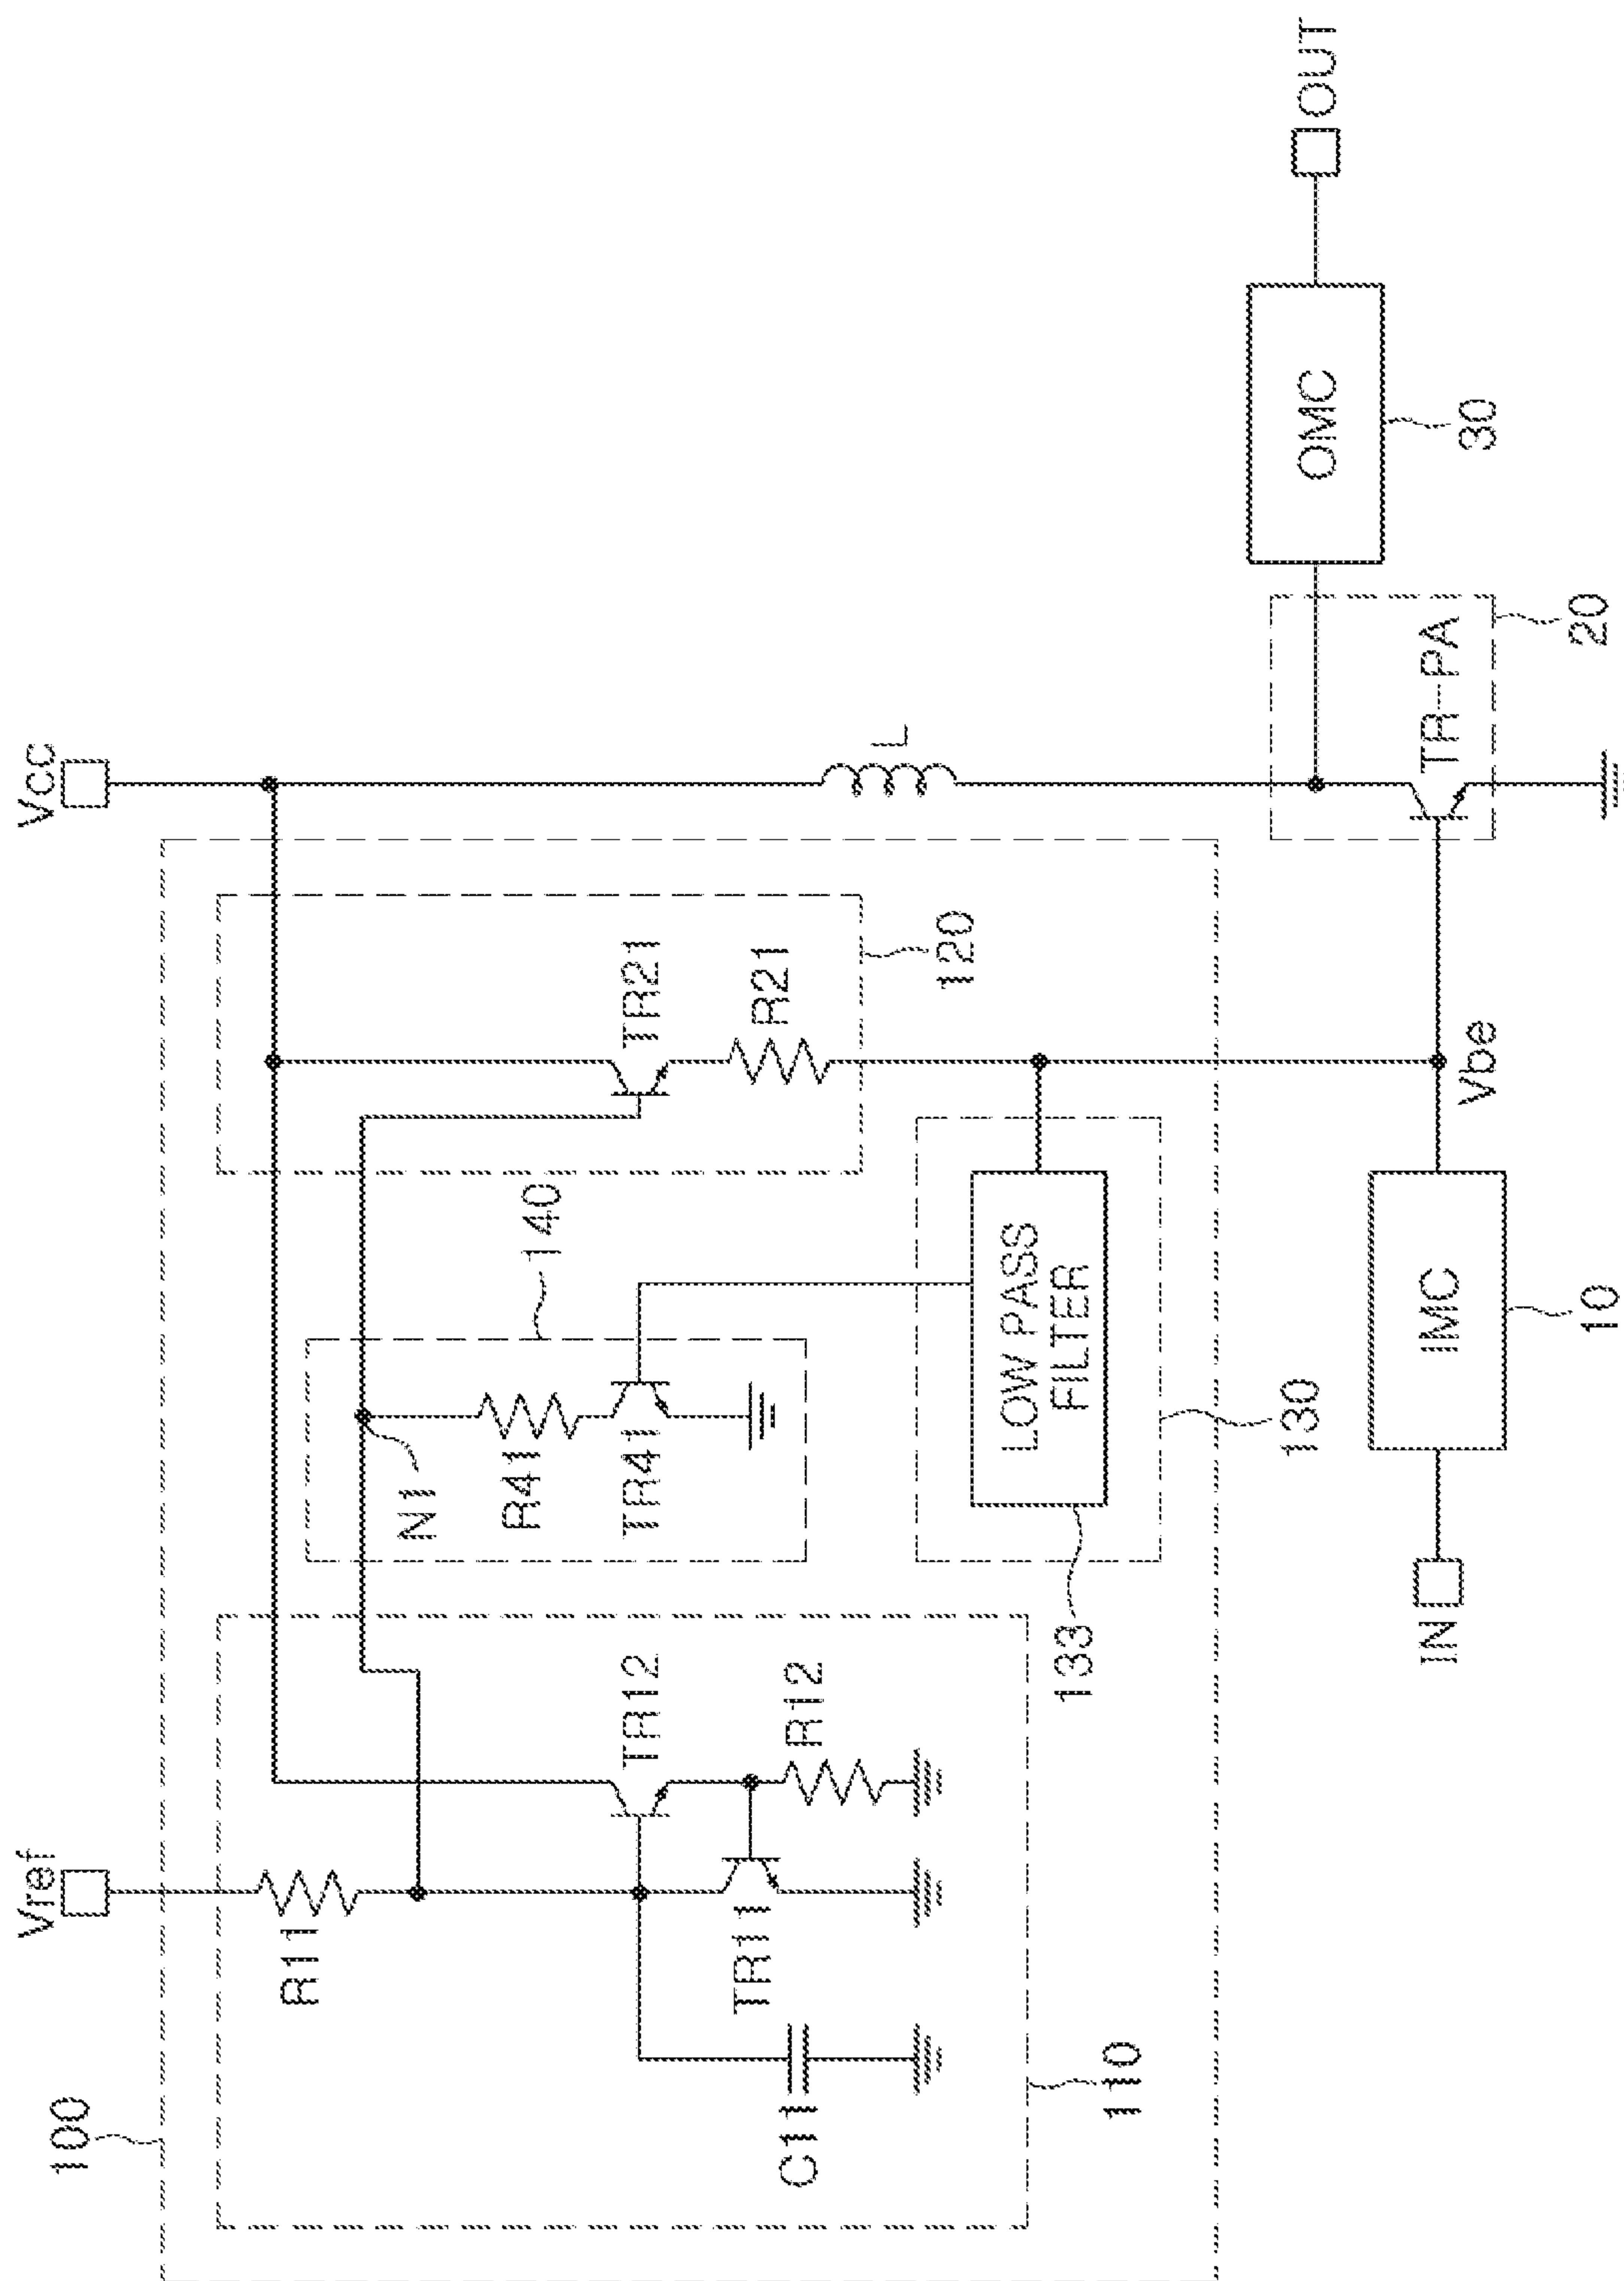 100
Vref
Vcc
R11
N1
140
R41
TR41
TR12
TR21
TR11
R12
R21
C11
120
L
110
133
LOW PASS
FILTER
130
OMC
OUT
30
TR-PA
20
IN
IMC
10
Vbe